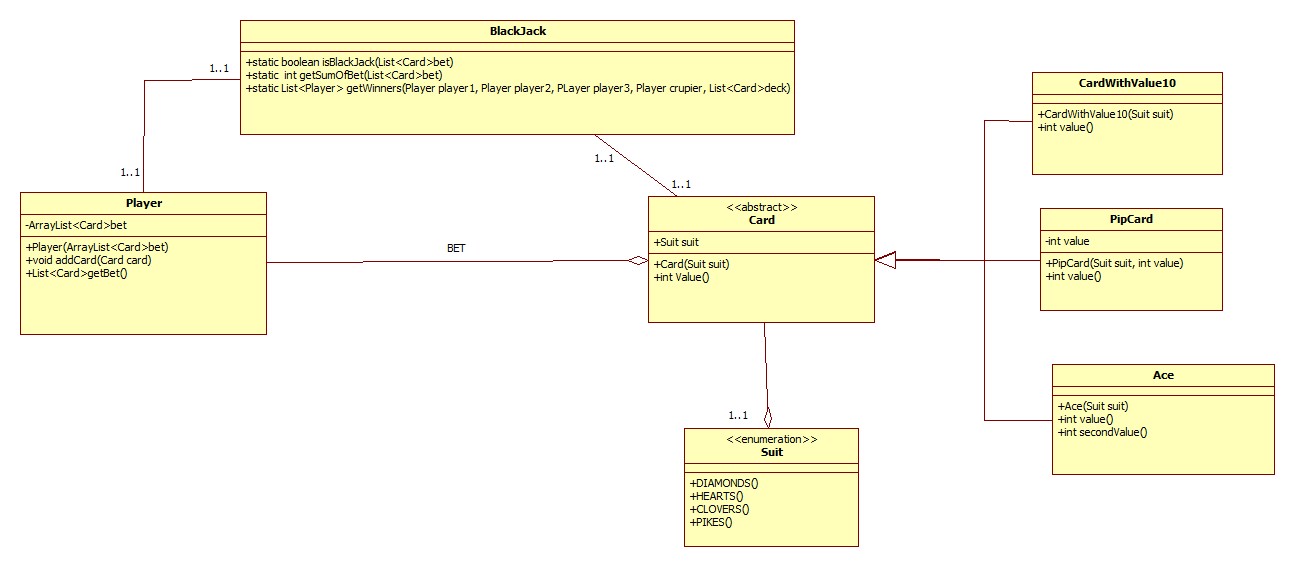 BlackJack
+static boolean isBlackJack(List<Card>bet)
+static  int getSumOfBet(List<Card>bet)
+static List<Player> getWinners(Player player1, Player player2, PLayer player3, Player crupier, List<Card>deck)
1..1
1..1
1..1
1..1
Player
-ArrayList<Card>bet
+Player(ArrayList<Card>bet)
+void addCard(Card card)
+List<Card>getBet()
BET
<<abstract>>
Card
+Suit suit
+Card(Suit suit)
+int Value()
1..1
<<enumeration>>
Suit
+DIAMONDS()
+HEARTS()
+CLOVERS()
+PIKES()
CardWithValue10
+CardWithValue10(Suit suit)
+int value()
PipCard
-int value
+PipCard(Suit suit, int value)
+int value()
Ace
+Ace(Suit suit)
+int value()
+int secondValue()